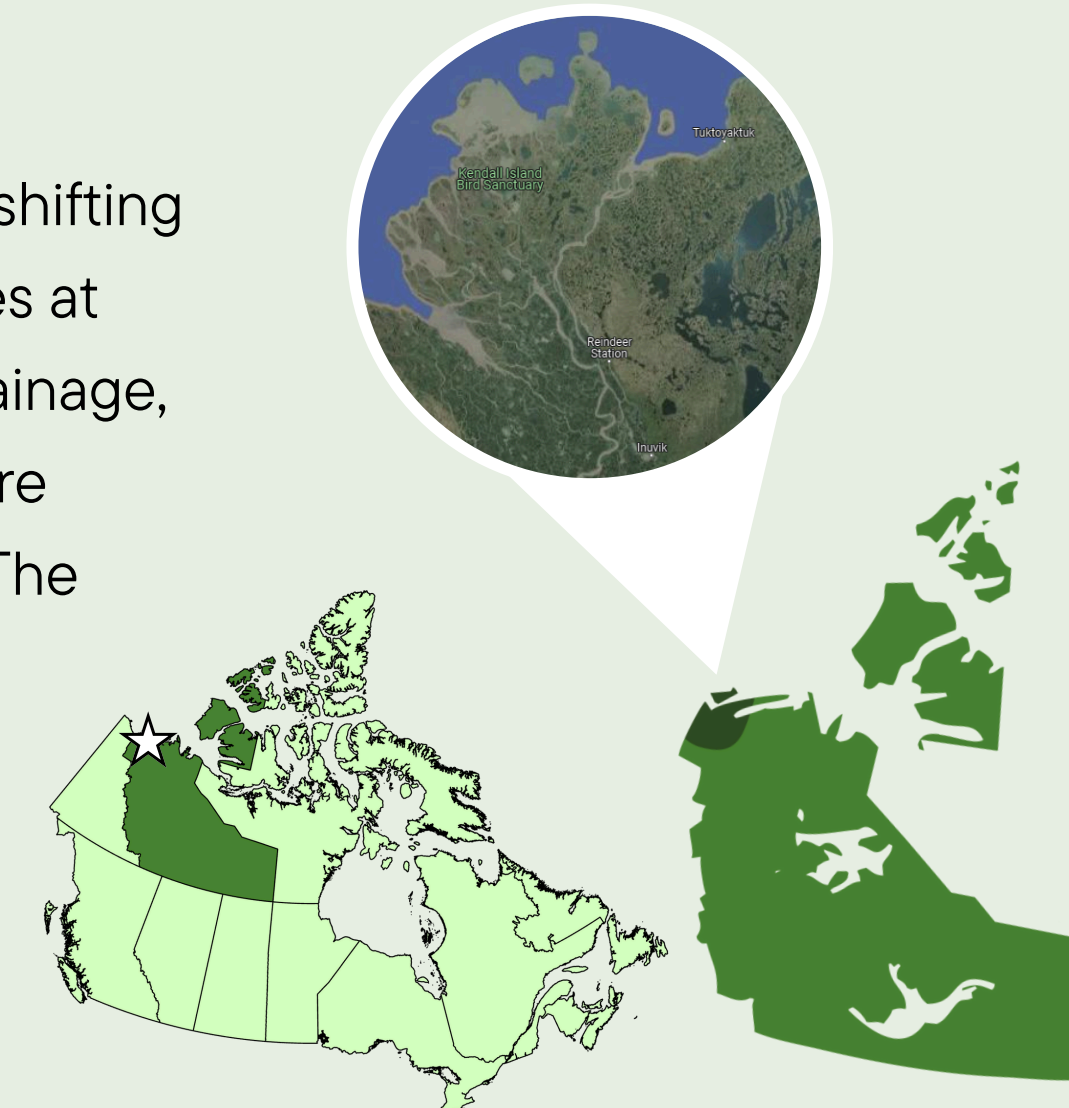 shifting
es at
ainage,
re
The
Tuktoyaktuk
Kendall Island
Bird Sanctuary
Reindeer
Station
Inuvik